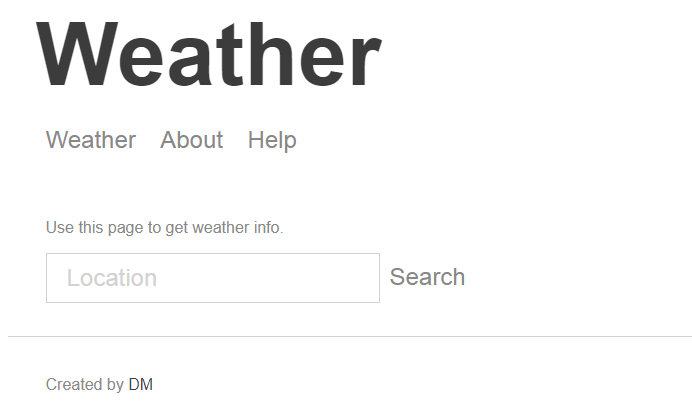 Weather
Weather About Help
Use this page to get weather info.
Location Search
Created by DM